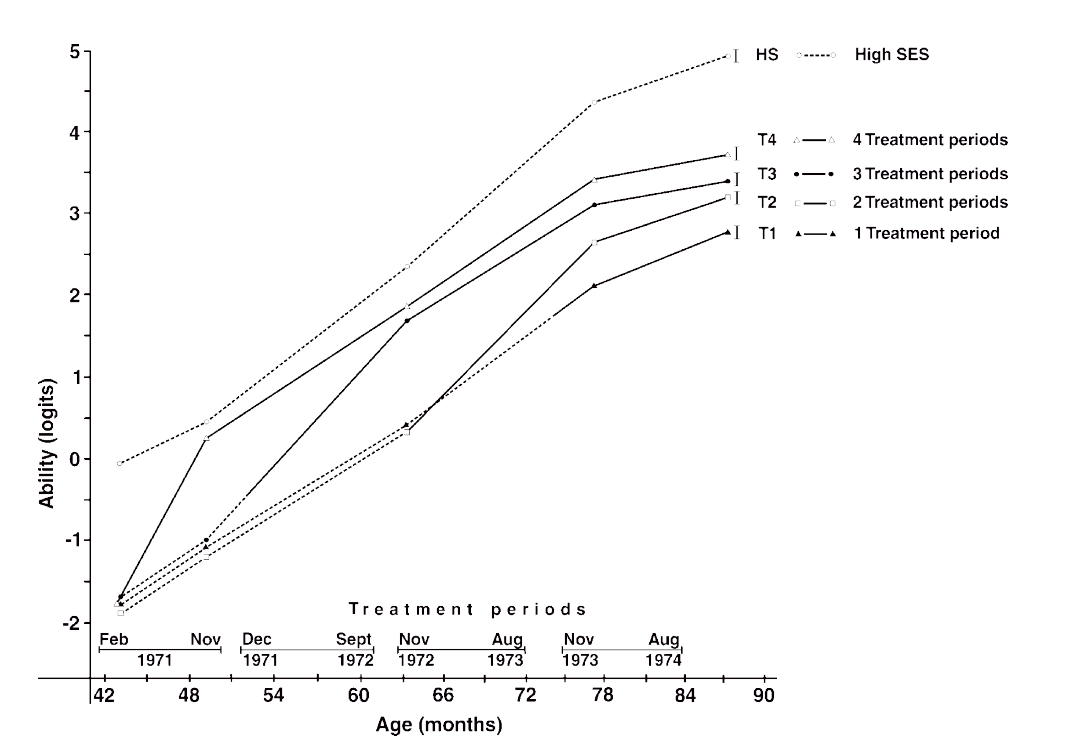 5
HS High SES
4
T4 4 Treatment periods
T3 3 Treatment periods
3
T2 2 Treatment periods
T1 1 Treatment period
2
1
0
-1
-2
Ability (logits)
Treatment periods
Feb Nov Dec Sept Nov Aug Nov Aug
1971 1971 1972 1972 1973 1973 1974
42 48 54 60 66 72 78 84 90
Age (months)